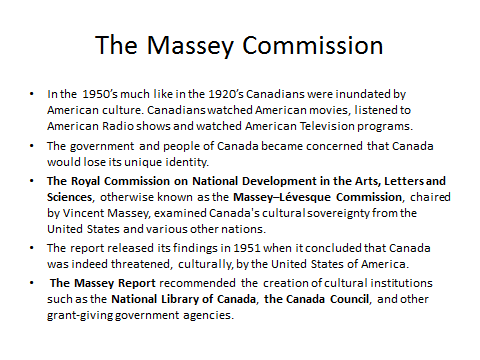 The Massey Commission
• In the 1950's much like in the 1920's Canadians were inundated by
American culture. Canadians watched American movies, listened to
American Radio shows and watched American Television programs.
• The government and people of Canada became concerned that Canada
would lose its unique identity.
• The Royal Commission on National Development in the Arts, Letters and
Sciences, otherwise known as the Massey–Lévesque Commission, chaired
by Vincent Massey, examined Canada's cultural sovereignty from the
United States and various other nations.
• The report released its findings in 1951 when it concluded that Canada
was indeed threatened, culturally, by the United States of America.
• The Massey Report recommended the creation of cultural institutions
such as the National Library of Canada, the Canada Council, and other
grant-giving government agencies.